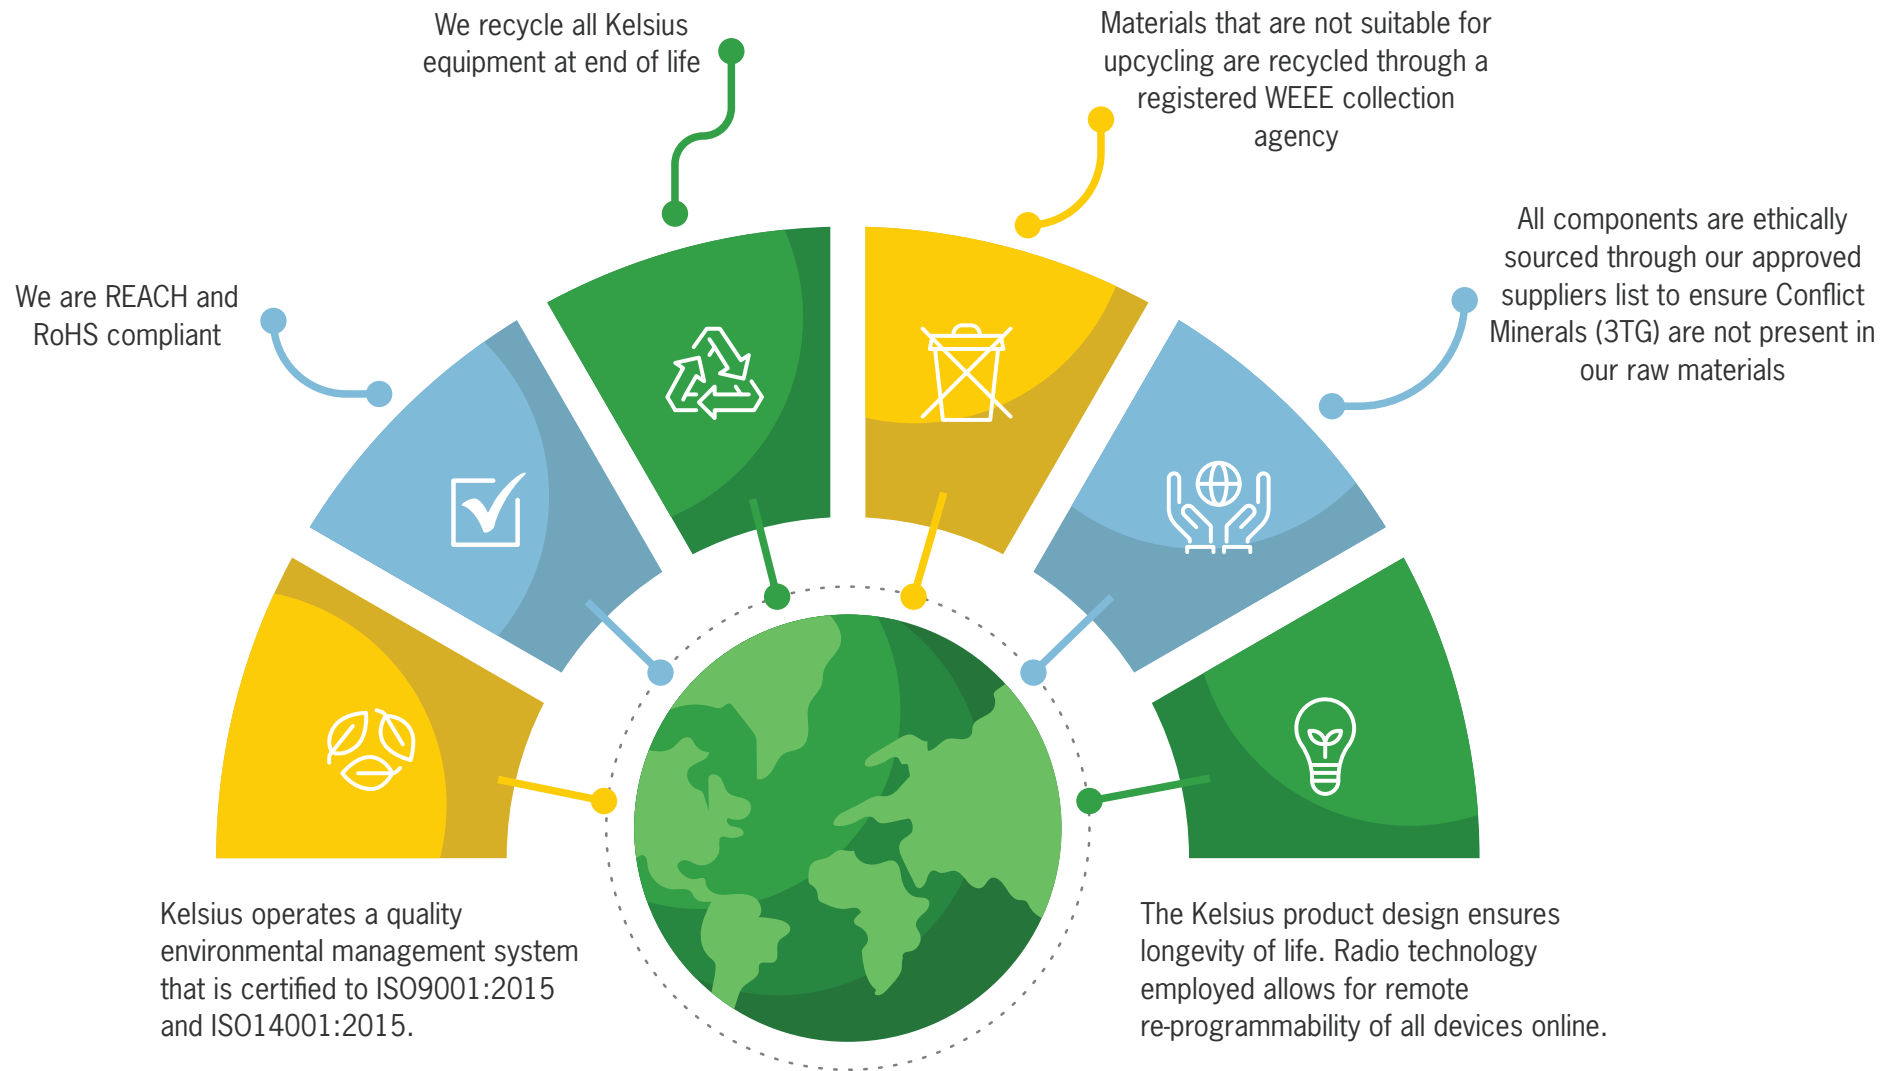 We recycle all Kelsius
equipment at end of life
Materials that are not suitable for
upcycling are recycled through a
registered WEEE collection
agency
All components are ethically
sourced through our approved
suppliers list to ensure Conflict
Minerals (3TG) are not present in
our raw materials
We are REACH and
RoHS compliant
Kelsius operates a quality
environmental management system
that is certified to ISO9001:2015
and ISO14001:2015.
The Kelsius product design ensures
longevity of life. Radio technology
employed allows for remote
re-programmability of all devices online.